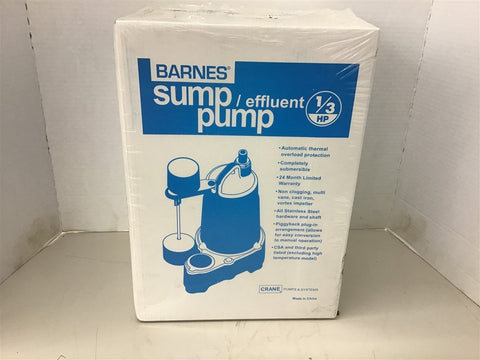 BARNES®
sump / effluent
pump
1/3
HP
• Automatic thermal
overload protection
• Completely
submersible
• 24 Month Limited
Warranty
• Non clogging, multi
vane, cast iron,
vortex impeller
• All Stainless Steel
hardware and shaft
• Piggyback plug-in
arrangement (allows
for easy conversion
to manual operation)
• CSA and third party
listed (excluding high
temperature model)
CRANE PUMPS & SYSTEMS
Made in China